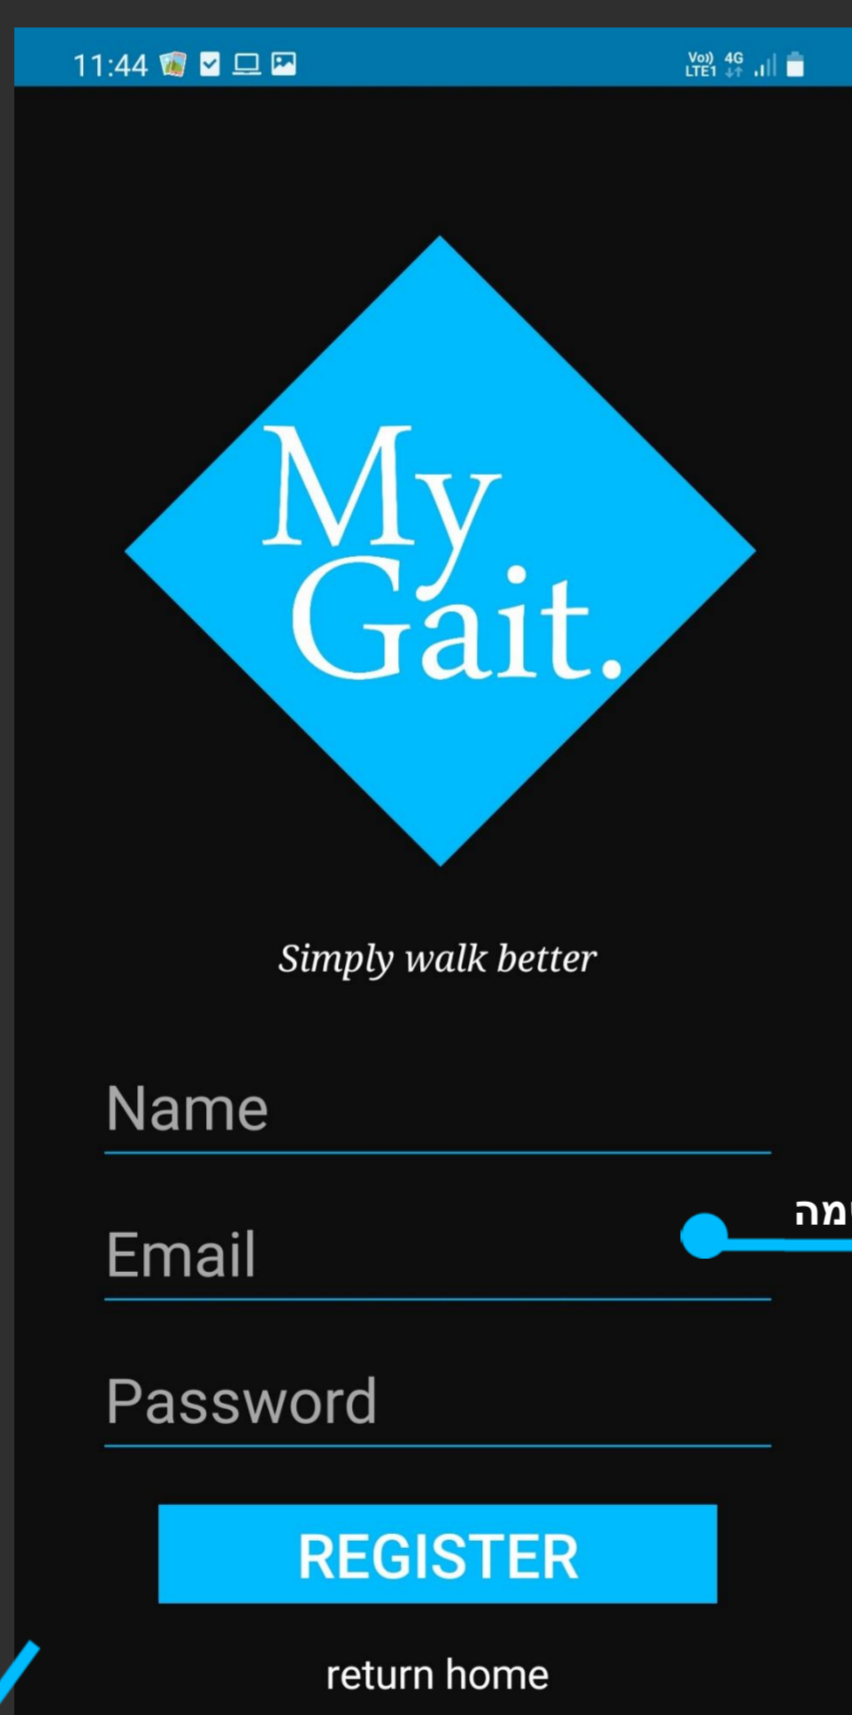 11:44
Vo)) 4G
LTE1
My
Gait.
Simply walk better
Name
Email
Password
REGISTER
return home